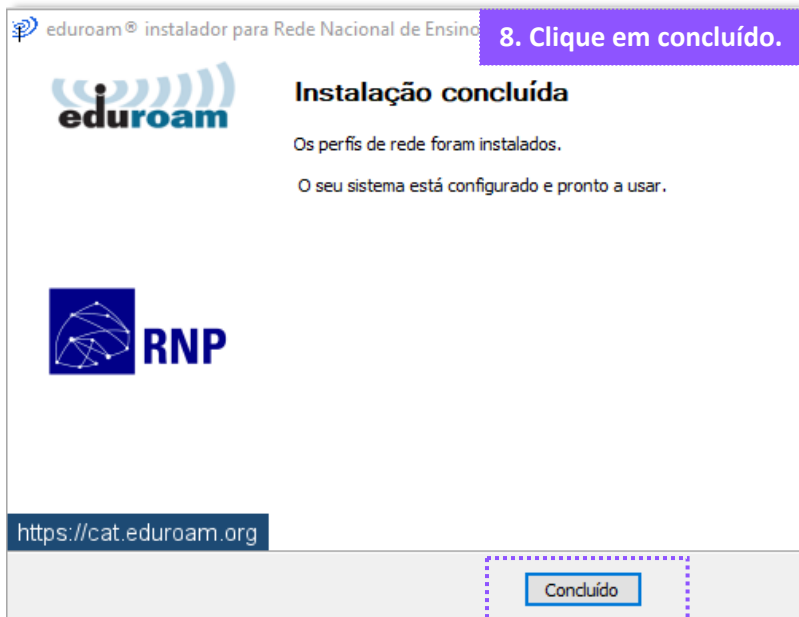 eduroam® instalador para Rede Nacional de Ensino
8. Clique em concluído.
eduroam
Instalação concluída
Os perfís de rede foram instalados.
O seu sistema está configurado e pronto a usar.
RNP
https://cat.eduroam.org
Concluído